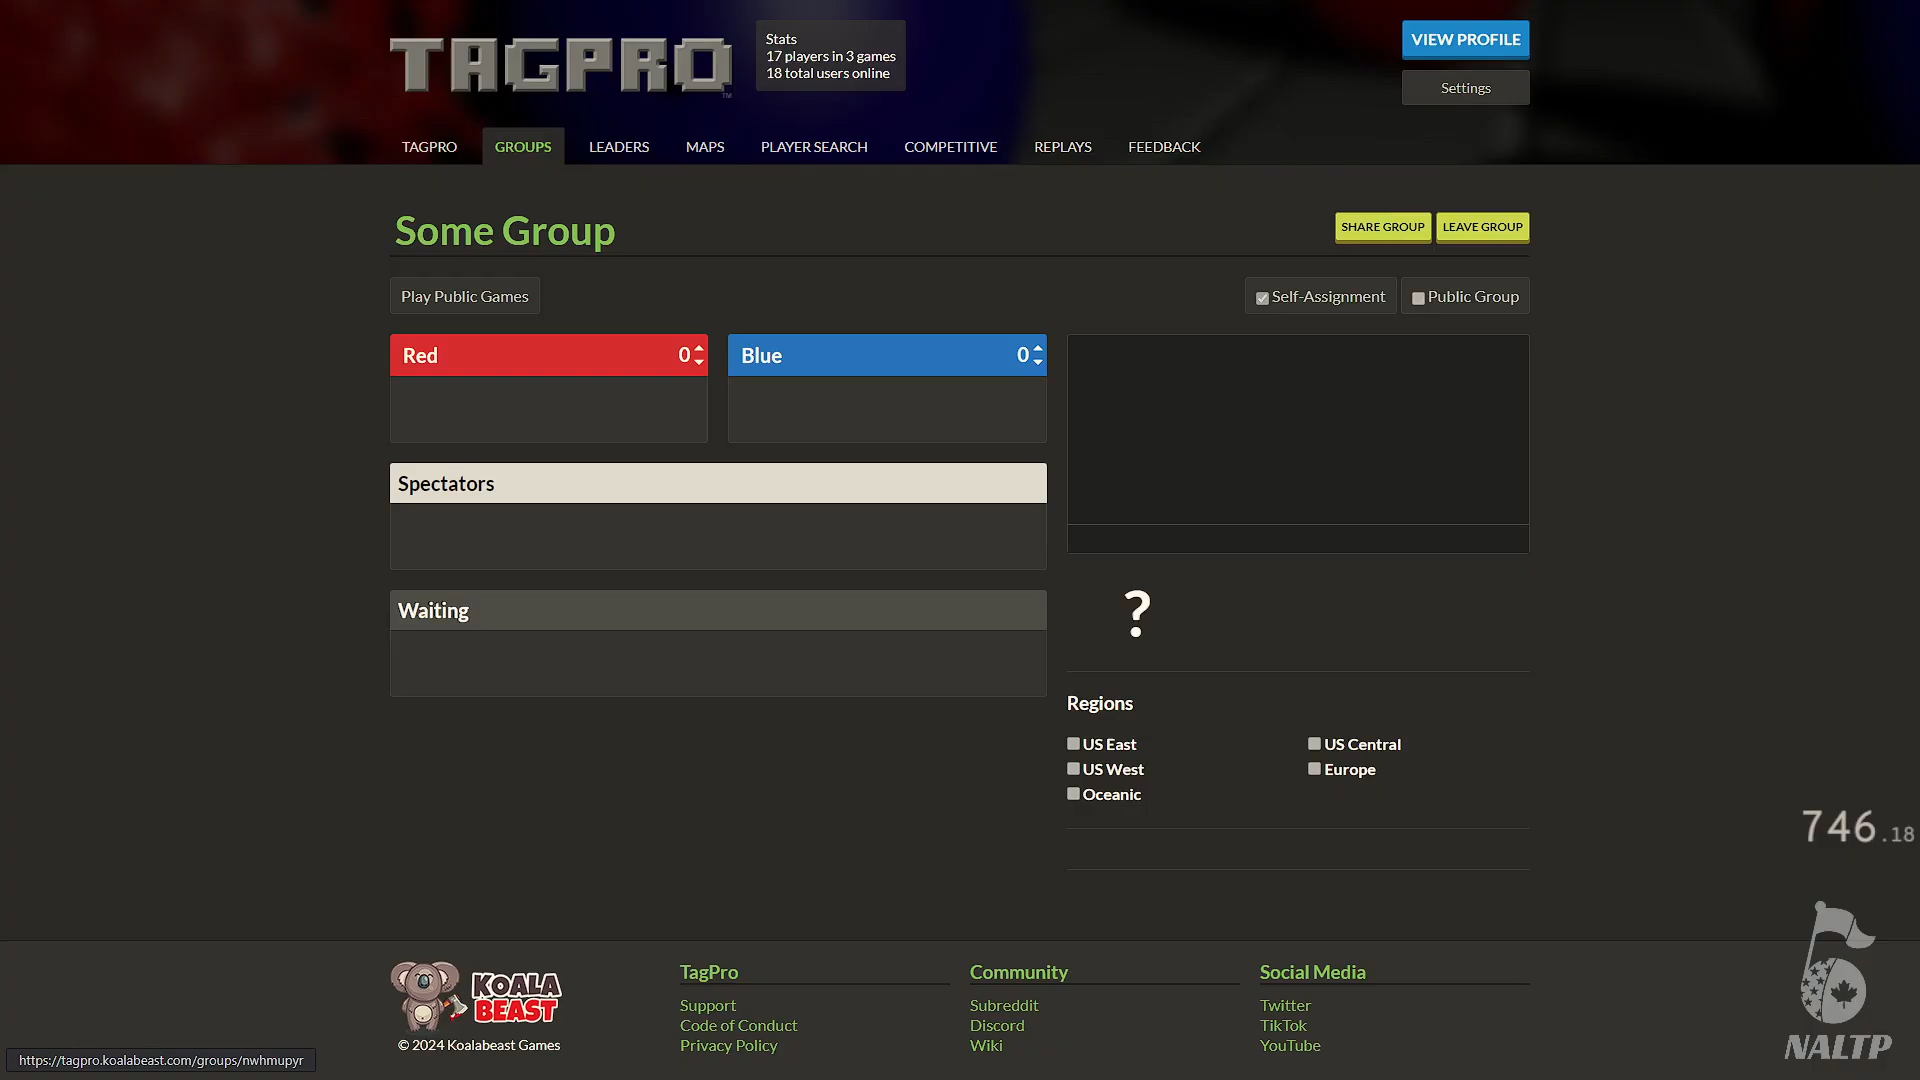 TAGPRO
TM
Stats
17 players in 3 games
18 total users online
VIEW PROFILE
Settings
TAGPRO GROUPS LEADERS MAPS PLAYER SEARCH COMPETITIVE REPLAYS FEEDBACK
Some Group
SHARE GROUP LEAVE GROUP
Play Public Games
Self-Assignment Public Group
Red 0
Blue 0
Spectators
Waiting
?
Regions
US East
US Central
US West
Europe
Oceanic
746.18
KOALA
BEAST
© 2024 Koalabeast Games
TagPro
Support
Code of Conduct
Privacy Policy
Community
Subreddit
Discord
Wiki
Social Media
Twitter
TikTok
YouTube
NALTP
https://tagpro.koalabeast.com/groups/nwhmupyr